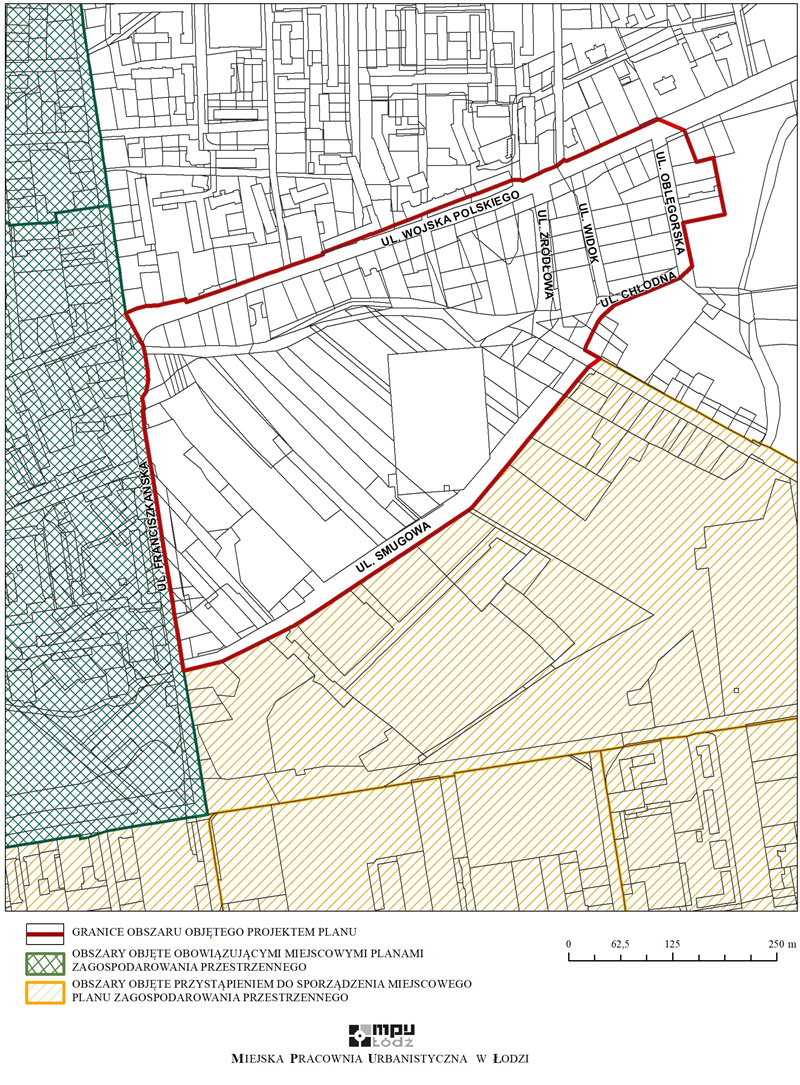 UL. WOJSKA POLSKIEGO
UL. ŹRÓDŁOWA
UL. WIDOK
UL. OBLĘGORSKA
UL. CHŁODNA
UL. FRANCISZKAŃSKA
UL. SMUGOWA
GRANICE OBSZARU OBJĘTEGO PROJEKTEM PLANU
OBSZARY OBJĘTE OBOWIĄZUJĄCYMI MIEJSCOWYMI PLANAMI
ZAGOSPODAROWANIA PRZESTRZENNEGO
OBSZARY OBJĘTE PRZYSTĄPIENIEM DO SPORZĄDZENIA MIEJSCOWEGO
PLANU ZAGOSPODAROWANIA PRZESTRZENNEGO
0 62,5 125 250 m
mpu
Łódź
MIEJSKA PRACOWNIA URBANISTYCZNA W ŁODZI